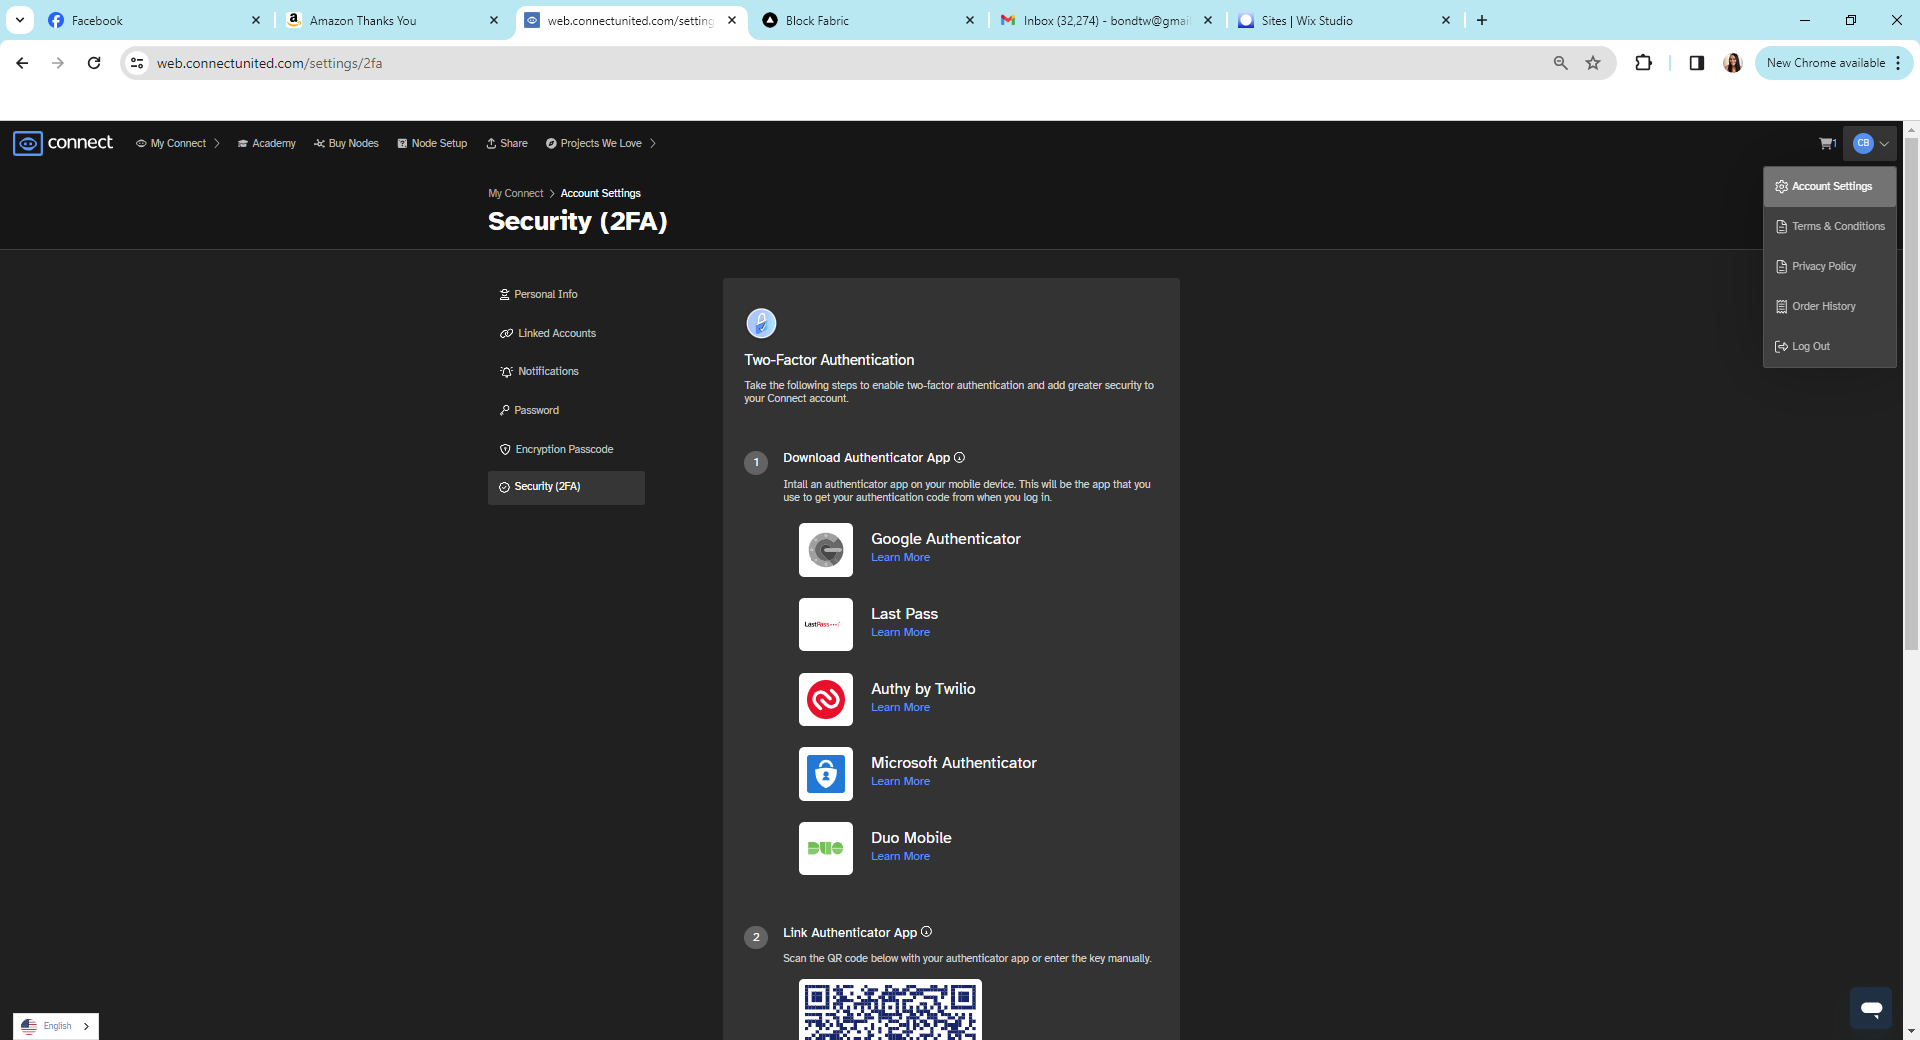 Facebook
Amazon Thanks You
web.connectunited.com/setting
Block Fabric
Inbox (32,274) - bondtw@gmai
Sites | Wix Studio
web.connectunited.com/settings/2fa
New Chrome available
connect
My Connect
Academy
Buy Nodes
Node Setup
Share
Projects We Love
1
CB
My Connect > Account Settings
Security (2FA)
Account Settings
Terms & Conditions
Privacy Policy
Order History
Log Out
Personal Info
Linked Accounts
Notifications
Password
Encryption Passcode
Security (2FA)
Two-Factor Authentication
Take the following steps to enable two-factor authentication and add greater security to
your Connect account.
1
Download Authenticator App
Intall an authenticator app on your mobile device. This will be the app that you
use to get your authentication code from when you log in.
Google Authenticator
Learn More
LastPass
Last Pass
Learn More
Authy by Twilio
Learn More
Microsoft Authenticator
Learn More
DUO
Duo Mobile
Learn More
2
Link Authenticator App
Scan the QR code below with your authenticator app or enter the key manually.
English